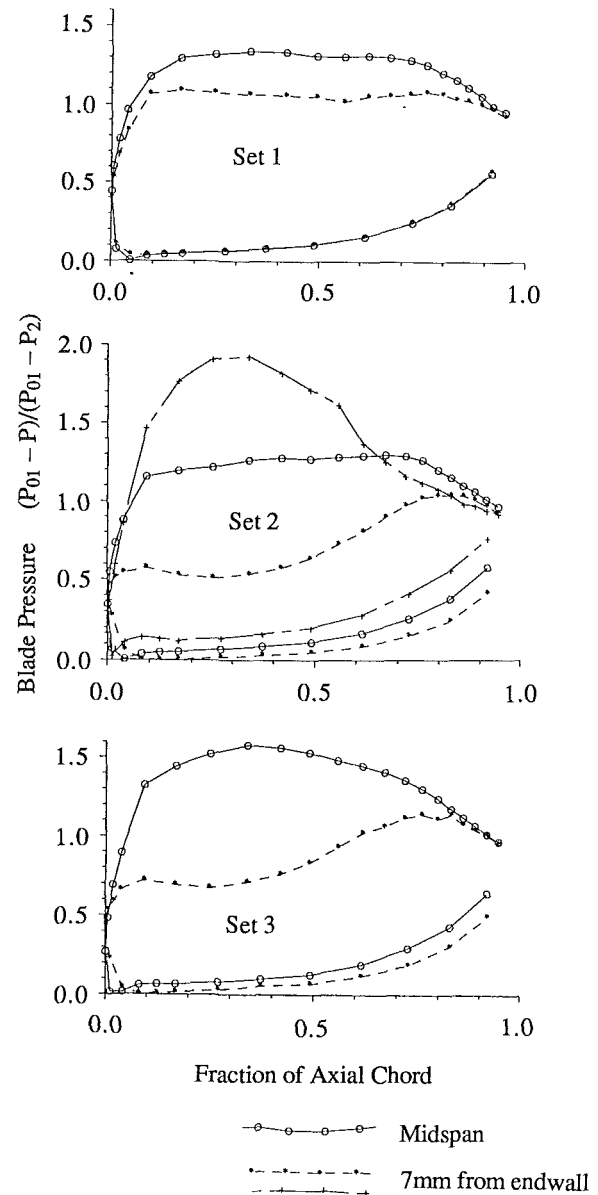 1.5
1.0
0.5
0.0
Set 1
0.0 0.5 1.0
Blade Pressure (P01 – P)/(P01 – P2)
2.0
1.5
1.0
0.5
0.0
Set 2
0.0 0.5 1.0
1.5
1.0
0.5
0.0
Set 3
0.0 0.5 1.0
Fraction of Axial Chord
Midspan
7mm from endwall